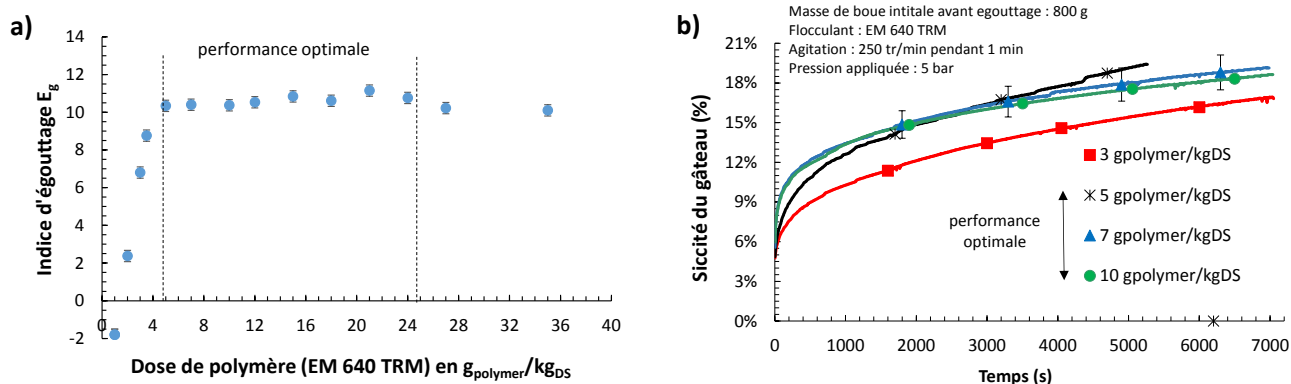 a)
14
12
10
8
6
4
2
0
-2
performance optimale
Indice d'égouttage Eg
0 4 8 12 16 20 24 28 32 36 40
Dose de polymère (EM 640 TRM) en gpolymer/kgDS
b)
Masse de boue intitale avant egouttage : 800 g
Flocculant : EM 640 TRM
Agitation : 250 tr/min pendant 1 min
Pression appliquée : 5 bar
21%
18%
15%
12%
9%
6%
3%
0%
Siccité du gâteau (%)
3 gpolymer/kgDS
5 gpolymer/kgDS
7 gpolymer/kgDS
10 gpolymer/kgDS
performance
optimale
0 1000 2000 3000 4000 5000 6000 7000
Temps (s)